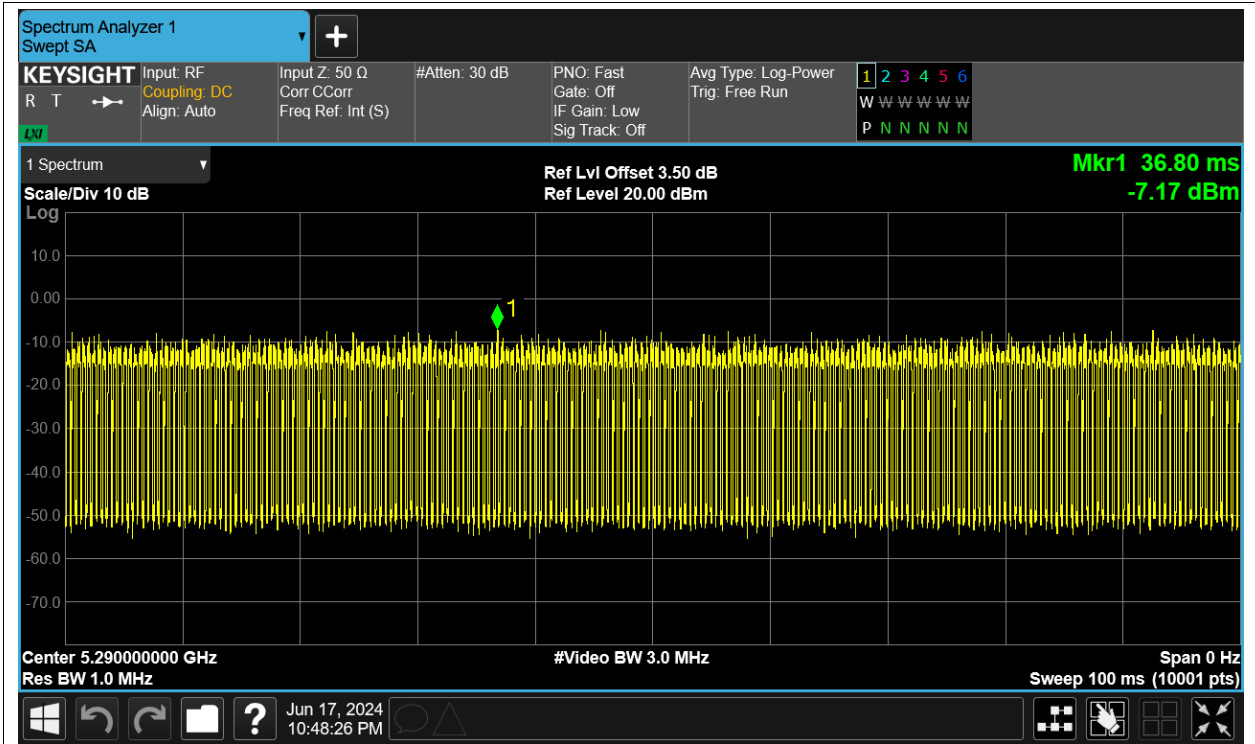 Spectrum Analyzer 1
Swept SA
KEYSIGHT
R T
LXI
Input: RF
Coupling: DC
Align: Auto
Input Z: 50 Ω
Corr CCorr
Freq Ref: Int (S)
#Atten: 30 dB
PNO: Fast
Gate: Off
IF Gain: Low
Sig Track: Off
Avg Type: Log-Power
Trig: Free Run
1 2 3 4 5 6
W W W W W W
P N N N N N
1 Spectrum
Scale/Div 10 dB
Log
Ref Lvl Offset 3.50 dB
Ref Level 20.00 dBm
Mkr1 36.80 ms
-7.17 dBm
10.0
0.00
1
-10.0
-20.0
-30.0
-40.0
-50.0
-60.0
-70.0
Center 5.290000000 GHz
Res BW 1.0 MHz
#Video BW 3.0 MHz
Span 0 Hz
Sweep 100 ms (10001 pts)
?
Jun 17, 2024
10:48:26 PM